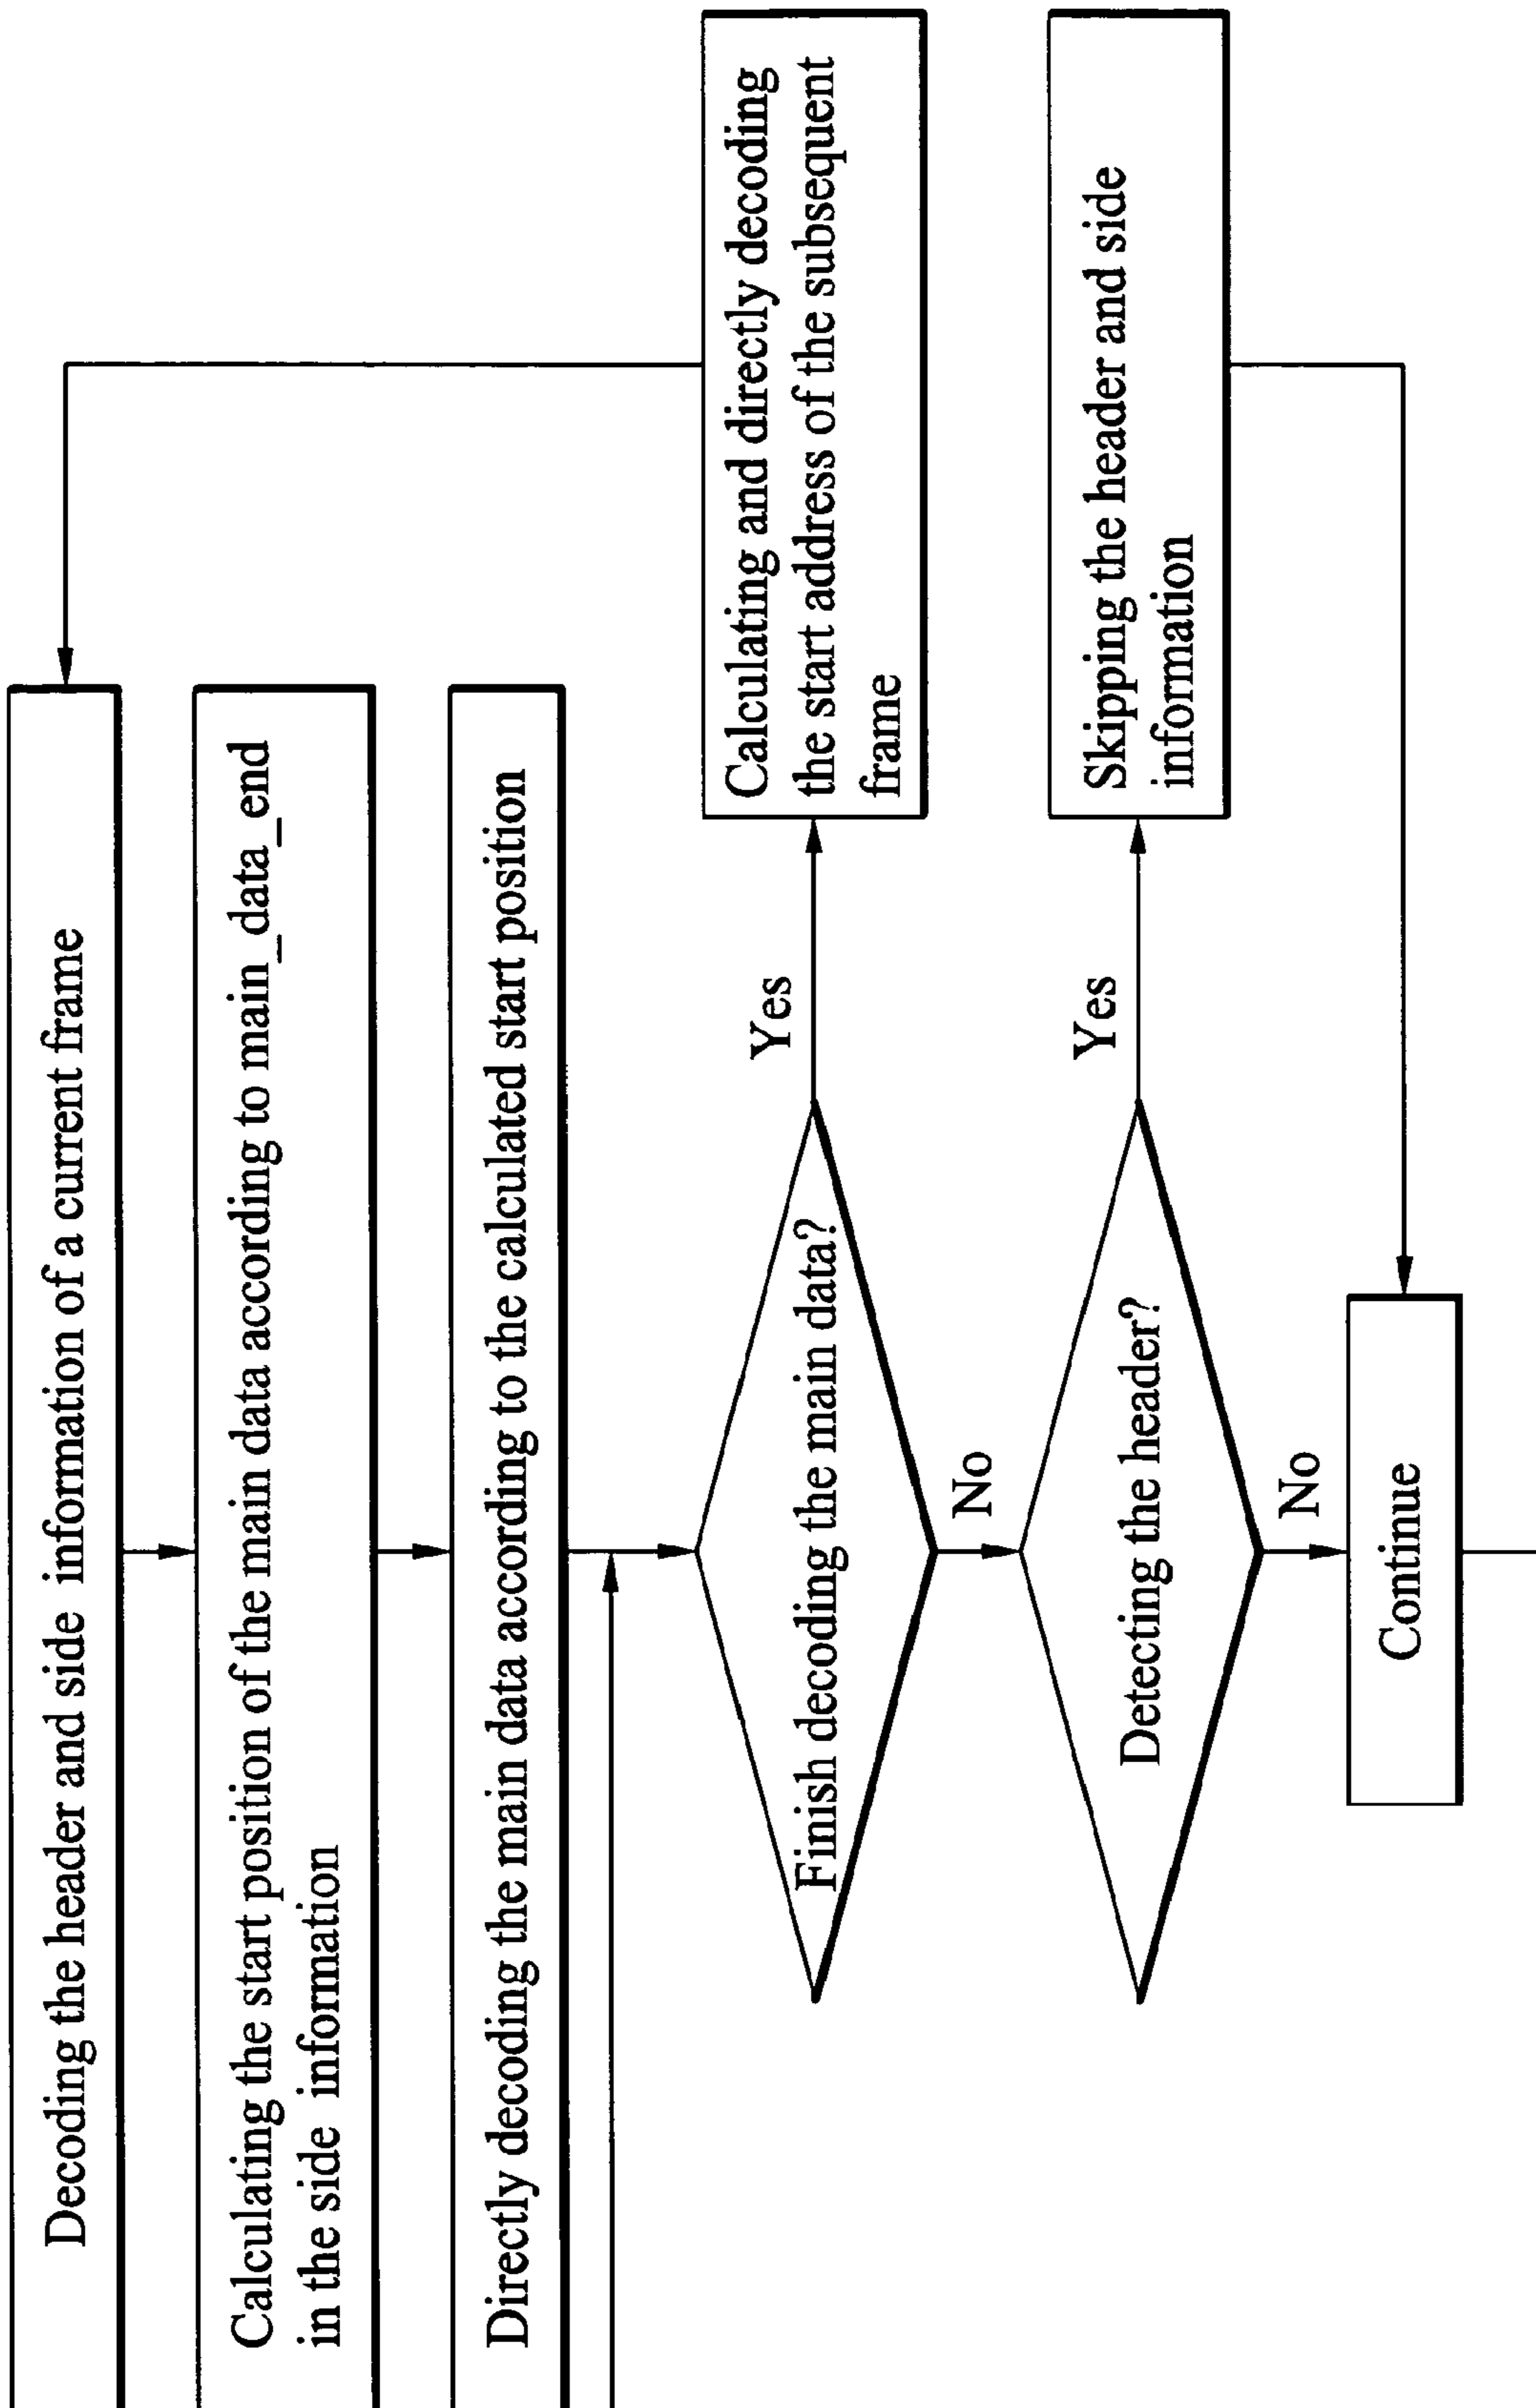 Decoding the header and side information of a current frame
Calculating the start position of the main data according to main_data_end
in the side information
Directly decoding the main data according to the calculated start position
Finish decoding the main data?
Yes
Calculating and directly decoding
the start address of the subsequent
frame
No
Detecting the header?
Yes
Skipping the header and side
information
No
Continue